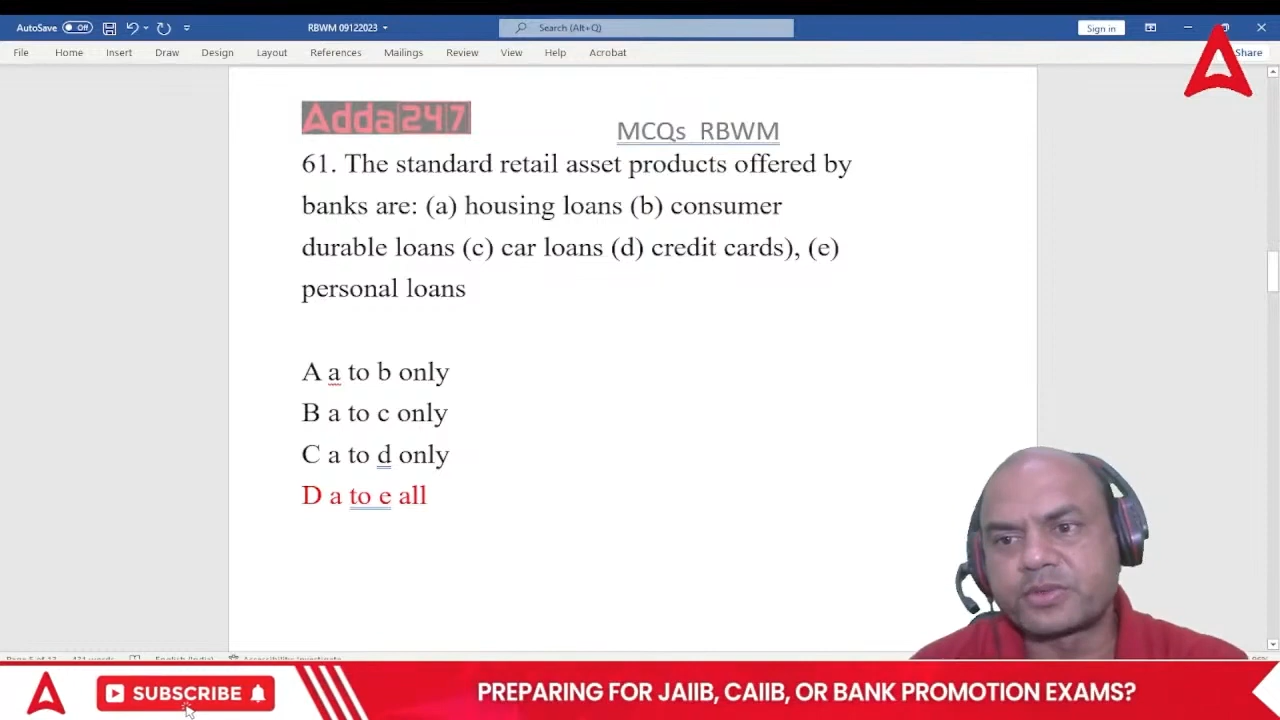 AutoSave Off RBWM 09122023 Search (Alt+Q) Sign in
File Home Insert Draw Design Layout References Mailings Review View Help Acrobat Share
Adda 247
MCQs RBWM
61. The standard retail asset products offered by
banks are: (a) housing loans (b) consumer
durable loans (c) car loans (d) credit cards), (e)
personal loans
A a to b only
B a to c only
C a to d only
D a to e all
SUBSCRIBE
PREPARING FOR JAIIB, CAIIB, OR BANK PROMOTION EXAMS?